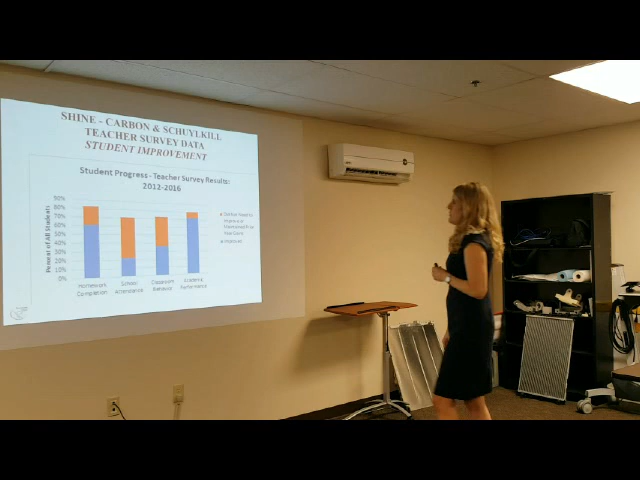 SHINE - CARBON & SCHUYLKILL
TEACHER SURVEY DATA
STUDENT IMPROVEMENT
Student Progress - Teacher Survey Results:
2012-2016
Percent of All Students
90%
80%
70%
60%
50%
40%
30%
20%
10%
0%
Homework
Completion
School
Attendance
Classroom
Behavior
Academic
Performance
Improved